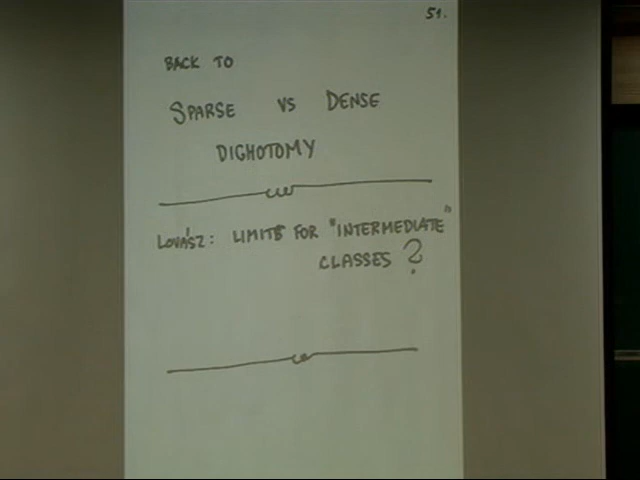 51.
BACK TO
SPARSE VS DENSE
DICHOTOMY
LOVÁSZ: LIMITS FOR "INTERMEDIATE"
CLASSES ?